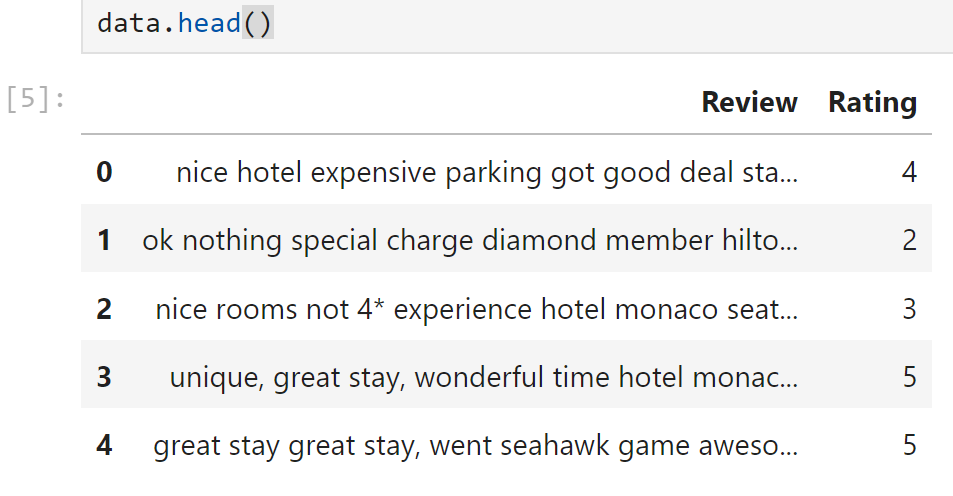 data.head()
[5]:
Review Rating
0 nice hotel expensive parking got good deal sta... 4
1 ok nothing special charge diamond member hilto... 2
2 nice rooms not 4* experience hotel monaco seat... 3
3 unique, great stay, wonderful time hotel monac... 5
4 great stay great stay, went seahawk game aweso... 5